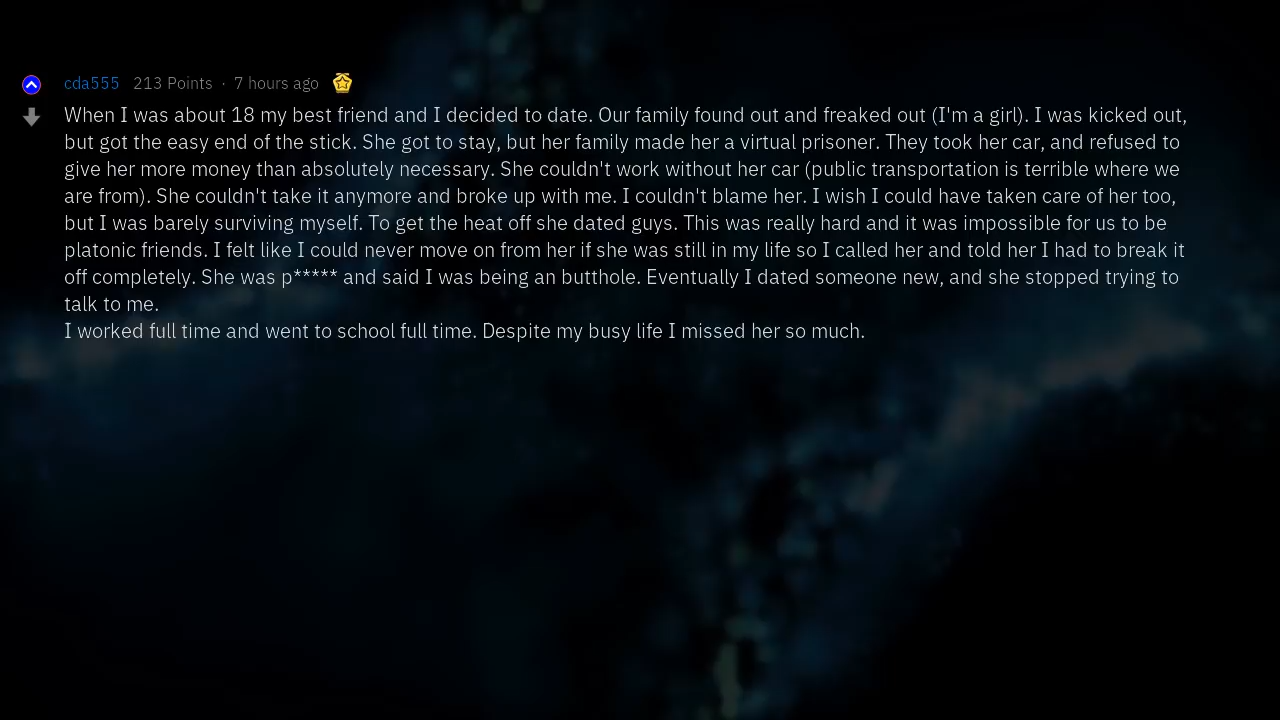 cda555 213 Points · 7 hours ago
When I was about 18 my best friend and I decided to date. Our family found out and freaked out (I'm a girl). I was kicked out,
but got the easy end of the stick. She got to stay, but her family made her a virtual prisoner. They took her car, and refused to
give her more money than absolutely necessary. She couldn't work without her car (public transportation is terrible where we
are from). She couldn't take it anymore and broke up with me. I couldn't blame her. I wish I could have taken care of her too,
but I was barely surviving myself. To get the heat off she dated guys. This was really hard and it was impossible for us to be
platonic friends. I felt like I could never move on from her if she was still in my life so I called her and told her I had to break it
off completely. She was p***** and said I was being an butthole. Eventually I dated someone new, and she stopped trying to
talk to me.
I worked full time and went to school full time. Despite my busy life I missed her so much.